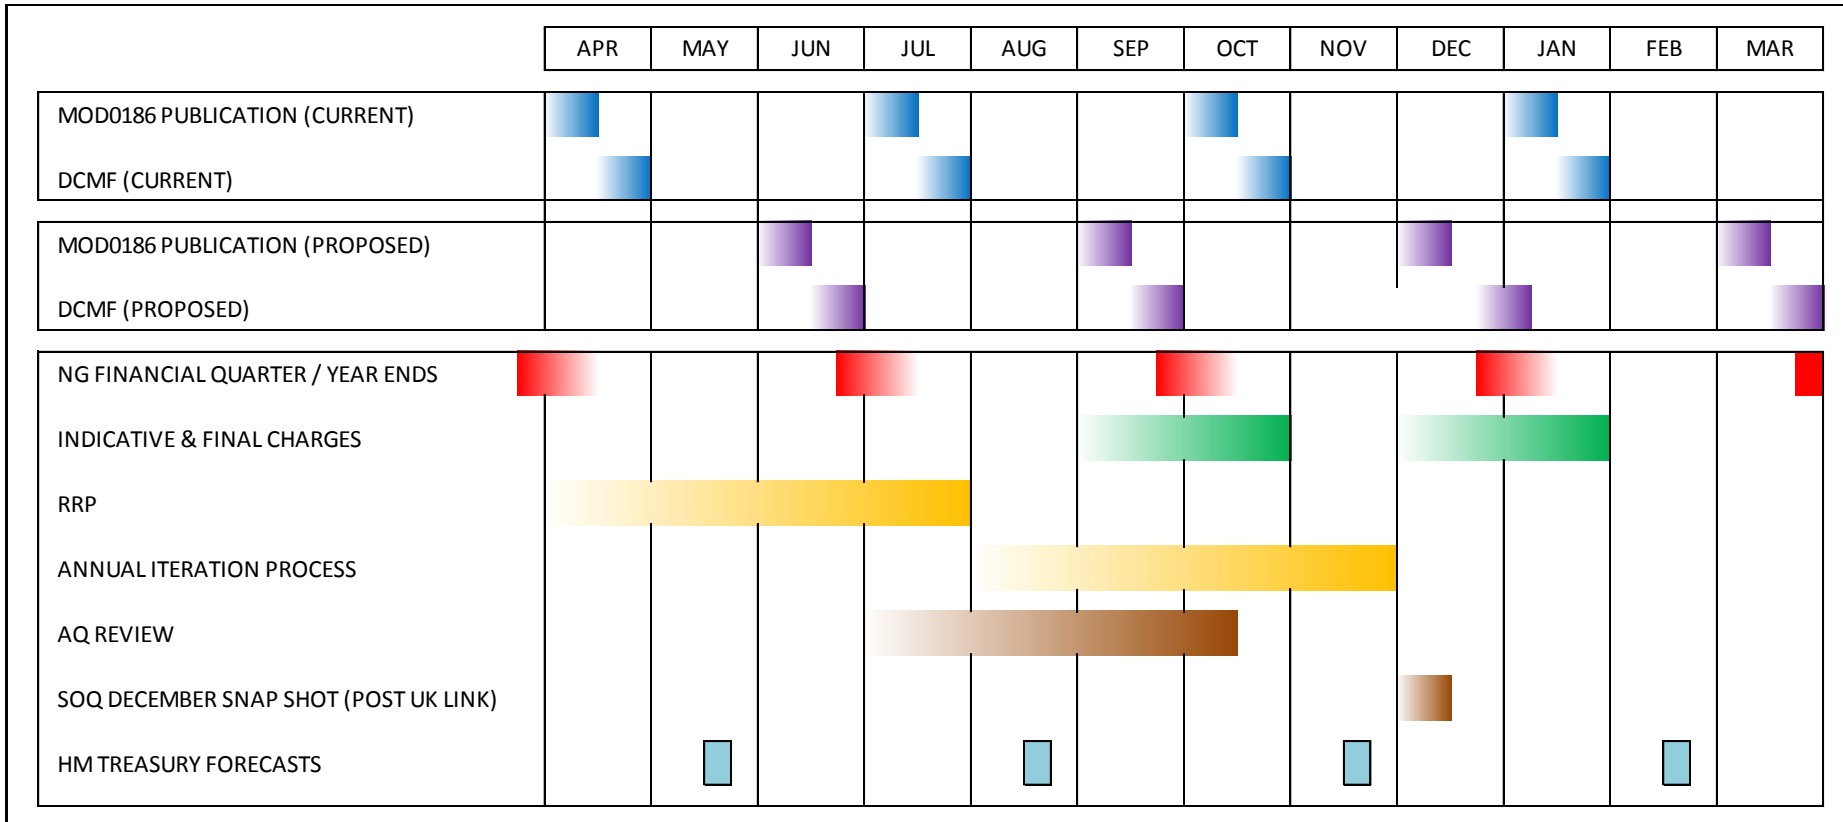 APR MAY JUN JUL AUG SEP OCT NOV DEC JAN FEB MAR
MOD0186 PUBLICATION (CURRENT)
DCMF (CURRENT)
MOD0186 PUBLICATION (PROPOSED)
DCMF (PROPOSED)
NG FINANCIAL QUARTER / YEAR ENDS
INDICATIVE & FINAL CHARGES
RRP
ANNUAL ITERATION PROCESS
AQ REVIEW
SOQ DECEMBER SNAP SHOT (POST UK LINK)
HM TREASURY FORECASTS